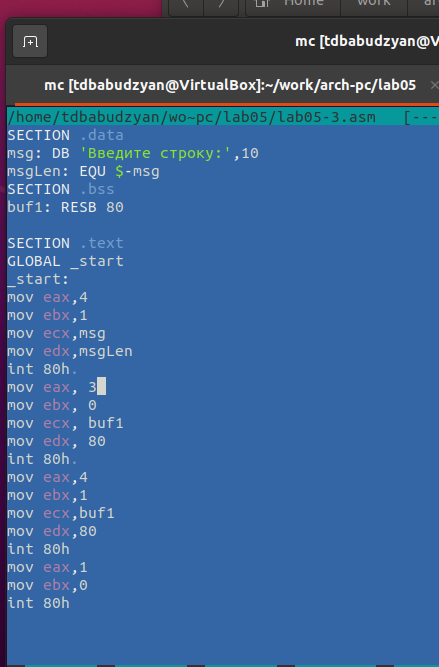 Home work ar
mc [tdbabudzyan@V
mc [tdbabudzyan@VirtualBox]:~/work/arch-pc/lab05
/home/tdbabudzyan/wo~pc/lab05/lab05-3.asm [---
SECTION .data
msg: DB 'Введите строку:',10
msgLen: EQU $-msg
SECTION .bss
buf1: RESB 80
SECTION .text
GLOBAL _start
_start:
mov eax,4
mov ebx,1
mov ecx,msg
mov edx,msgLen
int 80h.
mov eax, 3
mov ebx, 0
mov ecx, buf1
mov edx, 80
int 80h.
mov eax,4
mov ebx,1
mov ecx,buf1
mov edx,80
int 80h
mov eax,1
mov ebx,0
int 80h